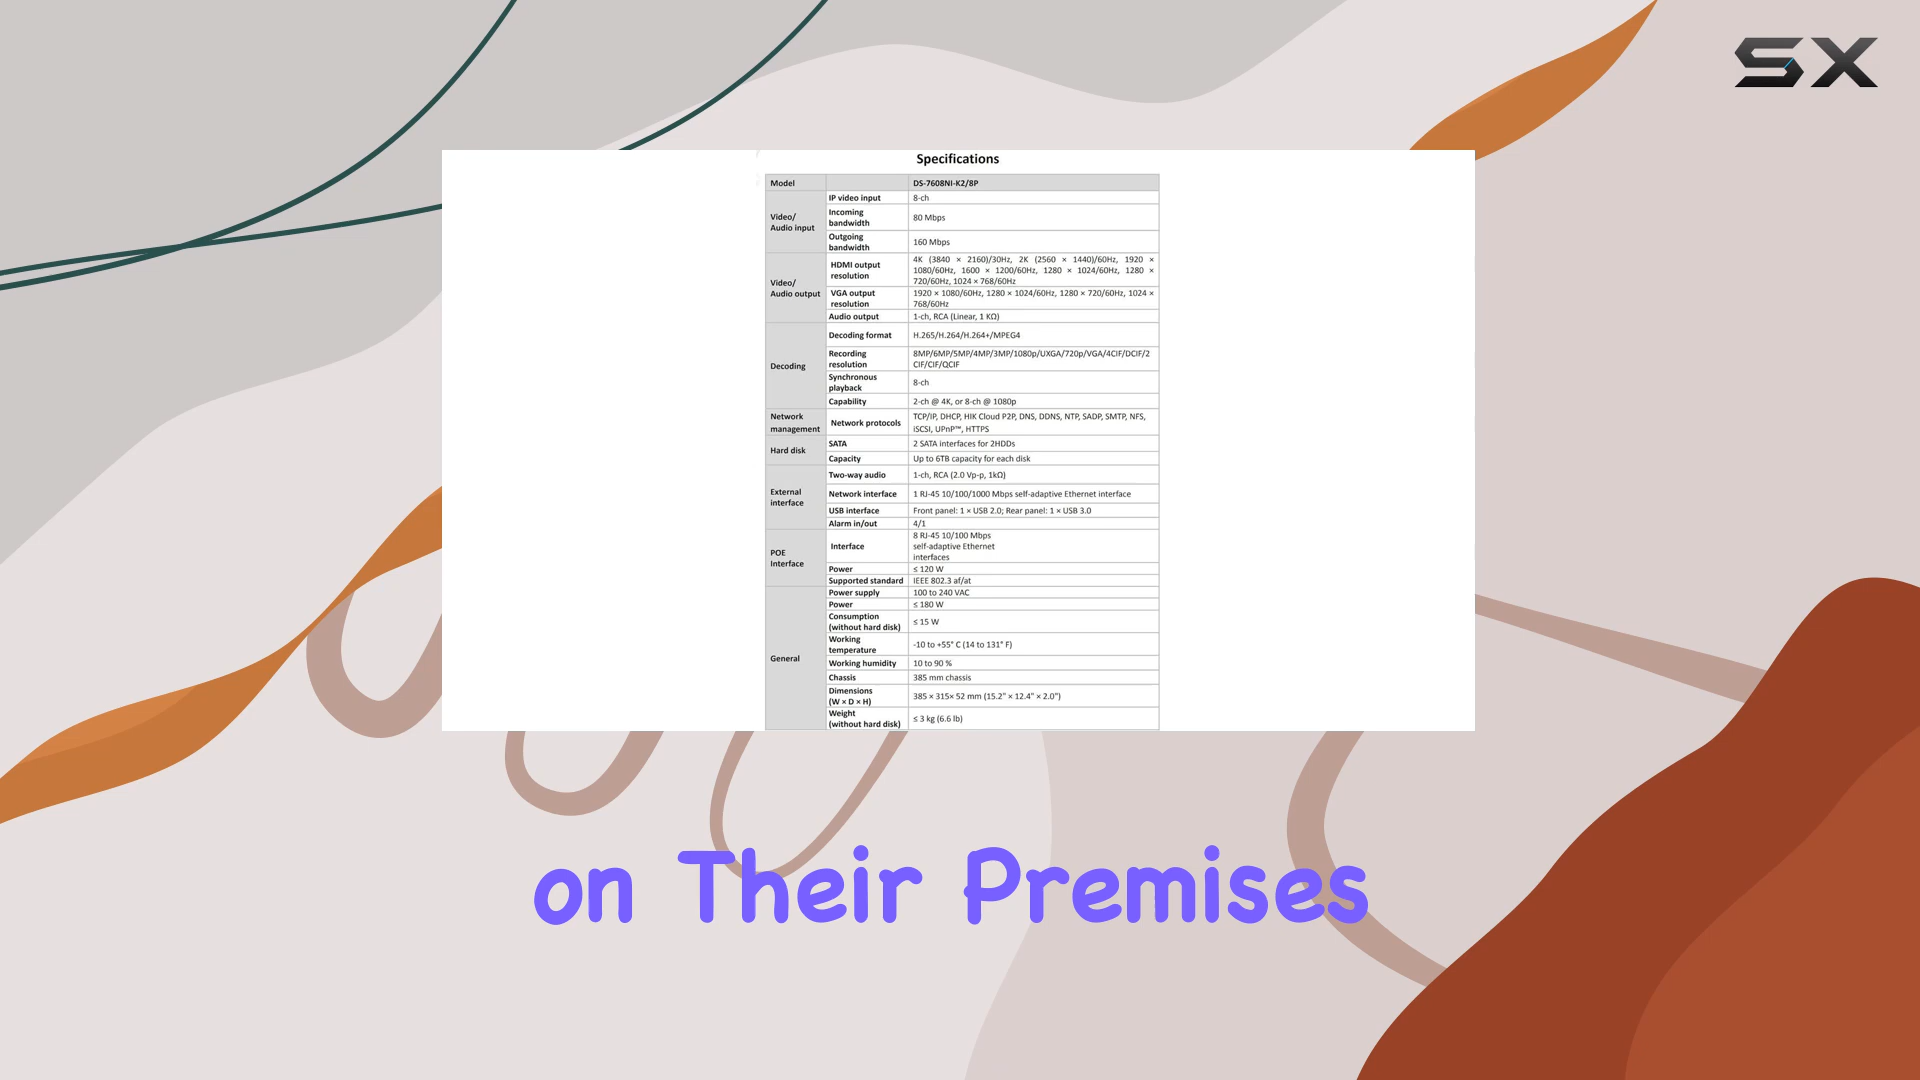 SX
Specifications
Model DS-7608NI-K2/8P
Video/
Audio input
IP video input 8-ch
Incoming
bandwidth
80 Mbps
Outgoing
bandwidth
160 Mbps
Video/
Audio output
HDMI output
resolution
4K (3840 × 2160)/30Hz, 2K (2560 × 1440)/60Hz, 1920 ×
1080/60Hz, 1600 × 1200/60Hz, 1280 × 1024/60Hz, 1280 ×
720/60Hz, 1024 × 768/60Hz
VGA output
resolution
1920 × 1080/60Hz, 1280 × 1024/60Hz, 1280 × 720/60Hz, 1024 ×
768/60Hz
Audio output 1-ch, RCA (Linear, 1 KΩ)
Decoding
Decoding format H.265/H.264/H.264+/MPEG4
Recording
resolution
8MP/6MP/5MP/4MP/3MP/1080p/UXGA/720p/VGA/4CIF/DCIF/2
CIF/CIF/QCIF
Synchronous
playback
8-ch
Capability 2-ch @ 4K, or 8-ch @ 1080p
Network
management
Network protocols
TCP/IP, DHCP, HIK Cloud P2P, DNS, DDNS, NTP, SADP, SMTP, NFS,
iSCSI, UPnP™, HTTPS
Hard disk
SATA 2 SATA interfaces for 2HDDs
Capacity Up to 6TB capacity for each disk
External
interface
Two-way audio 1-ch, RCA (2.0 Vp-p, 1kΩ)
Network interface 1 RJ-45 10/100/1000 Mbps self-adaptive Ethernet interface
USB interface Front panel: 1 × USB 2.0; Rear panel: 1 × USB 3.0
Alarm in/out 4/1
POE
Interface
Interface
8 RJ-45 10/100 Mbps
self-adaptive Ethernet
interfaces
Power ≤ 120 W
Supported standard IEEE 802.3 af/at
General
Power supply 100 to 240 VAC
Power ≤ 180 W
Consumption
(without hard disk)
≤ 15 W
Working
temperature
-10 to +55° C (14 to 131° F)
Working humidity 10 to 90 %
Chassis 385 mm chassis
Dimensions
(W × D × H)
385 × 315× 52 mm (15.2" × 12.4" × 2.0")
Weight
(without hard disk)
≤ 3 kg (6.6 lb)
on Their Premises